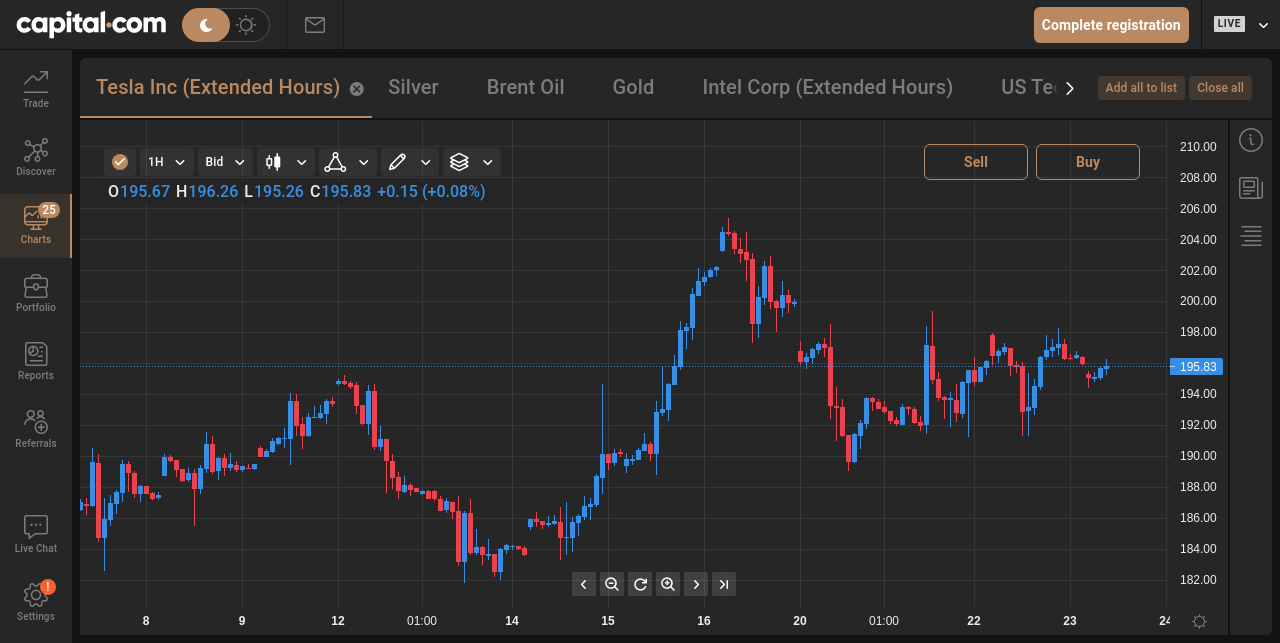 capital.com
Complete registration
LIVE
Trade
Discover
25
Charts
Portfolio
Reports
Referrals
Live Chat
!
Settings
Tesla Inc (Extended Hours)
Silver
Brent Oil
Gold
Intel Corp (Extended Hours)
US Te
Add all to list
Close all
1H
Bid
Sell
Buy
O195.67 H196.26 L195.26 C195.83 +0.15 (+0.08%)
210.00
208.00
206.00
204.00
202.00
200.00
198.00
195.83
194.00
192.00
190.00
188.00
186.00
184.00
182.00
8 9 12 01:00 14 15 16 20 01:00 22 23 24